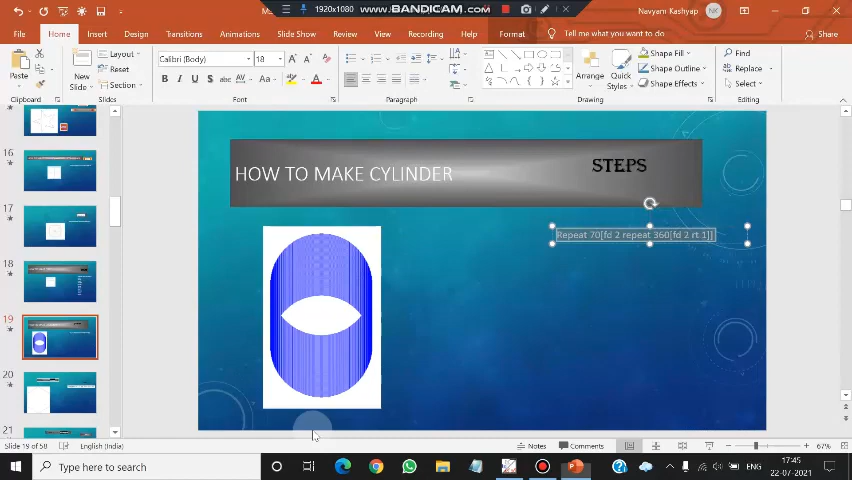 1920x1080
www.BANDICAM.com
Navyam Kashyap
NK
File
Home
Insert
Design
Transitions
Animations
Slide Show
Review
View
Recording
Help
Format
Tell me what you want to do
Share
Paste
Clipboard
New
Slide
Layout
Reset
Section
Slides
Calibri (Body)
18
Font
Paragraph
Arrange
Quick
Styles
Shape Fill
Shape Outline
Shape Effects
Drawing
Find
Replace
Select
Editing
16
17
18
19
20
21
HOW TO MAKE CYLINDER
STEPS
Repeat 70[fd 2 repeat 360[fd 2 rt 1]]
Slide 19 of 58
English (India)
Notes
Comments
67%
Type here to search
ENG
17:45
22-07-2021